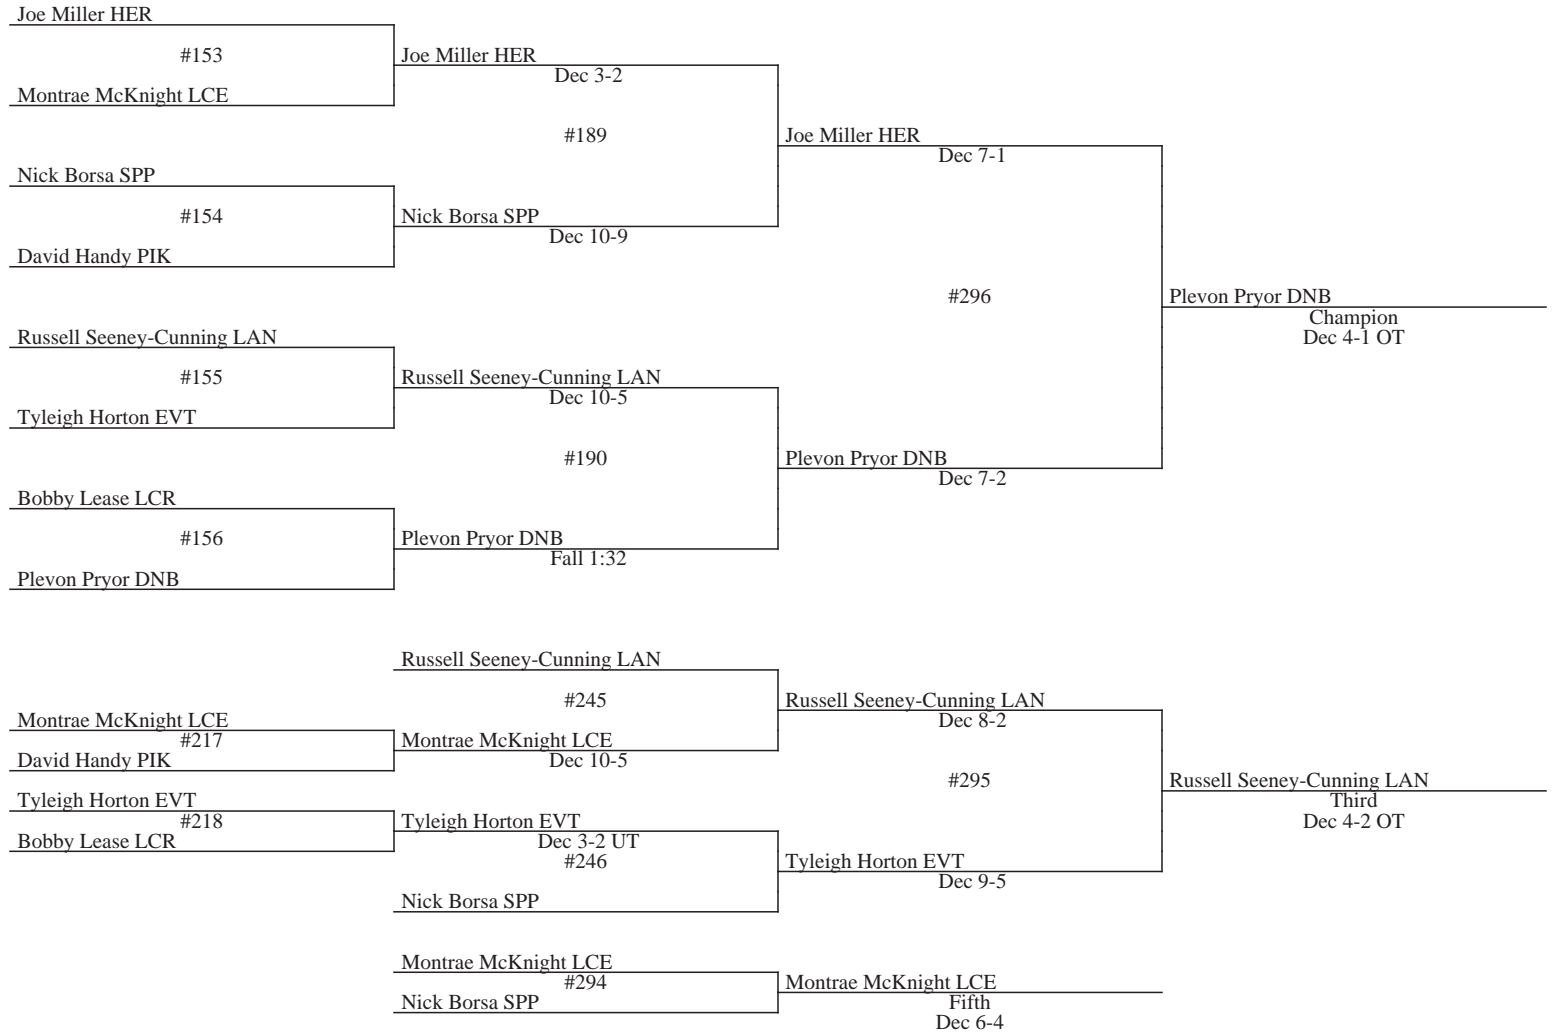 Joe Miller HER
#153
Montrae McKnight LCE
Joe Miller HER
Dec 3-2
#189
Nick Borsa SPP
#154
David Handy PIK
Nick Borsa SPP
Dec 10-9
Joe Miller HER
Dec 7-1
#296
Russell Seeney-Cunning LAN
#155
Tyleigh Horton EVT
Russell Seeney-Cunning LAN
Dec 10-5
#190
Bobby Lease LCR
#156
Plevon Pryor DNB
Plevon Pryor DNB
Fall 1:32
Plevon Pryor DNB
Dec 7-2
Plevon Pryor DNB
Champion
Dec 4-1 OT
Russell Seeney-Cunning LAN
#245
Montrae McKnight LCE
#217
David Handy PIK
Montrae McKnight LCE
Dec 10-5
Russell Seeney-Cunning LAN
Dec 8-2
#295
Tyleigh Horton EVT
#218
Bobby Lease LCR
Tyleigh Horton EVT
Dec 3-2 UT
#246
Nick Borsa SPP
Tyleigh Horton EVT
Dec 9-5
Russell Seeney-Cunning LAN
Third
Dec 4-2 OT
Montrae McKnight LCE
#294
Nick Borsa SPP
Montrae McKnight LCE
Fifth
Dec 6-4